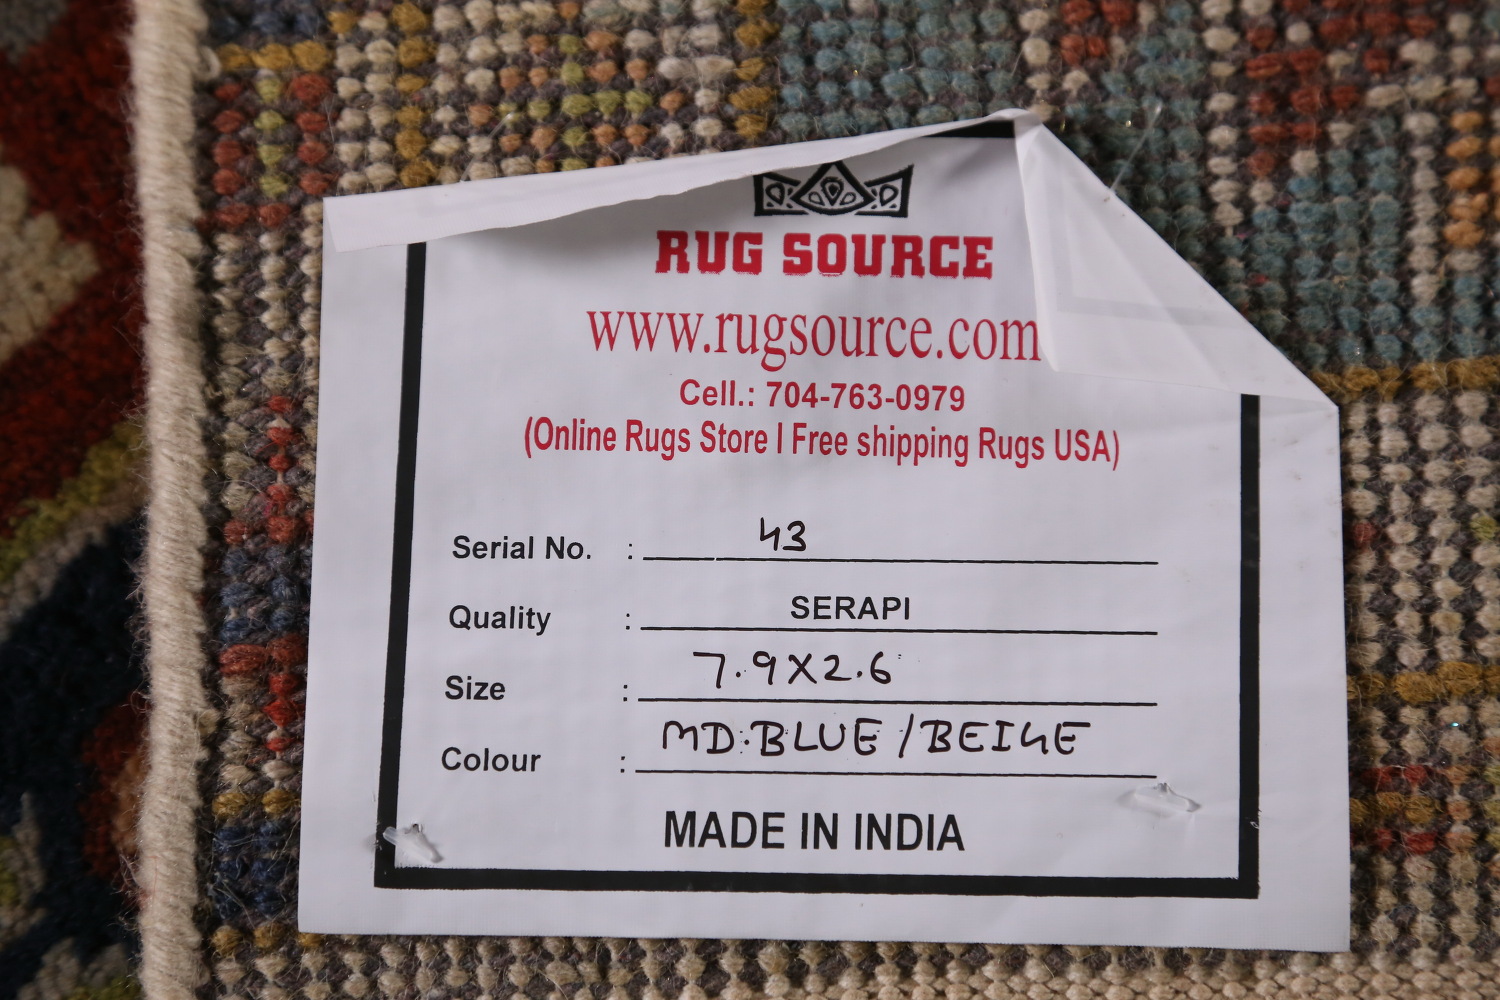 RUG SOURCE
www.rugsource.com
Cell.: 704-763-0979
(Online Rugs Store I Free shipping Rugs USA)
Serial No. : 43
Quality : SERAPI
Size : 7.9X2.6
Colour : MD.BLUE/BEIGE
MADE IN INDIA